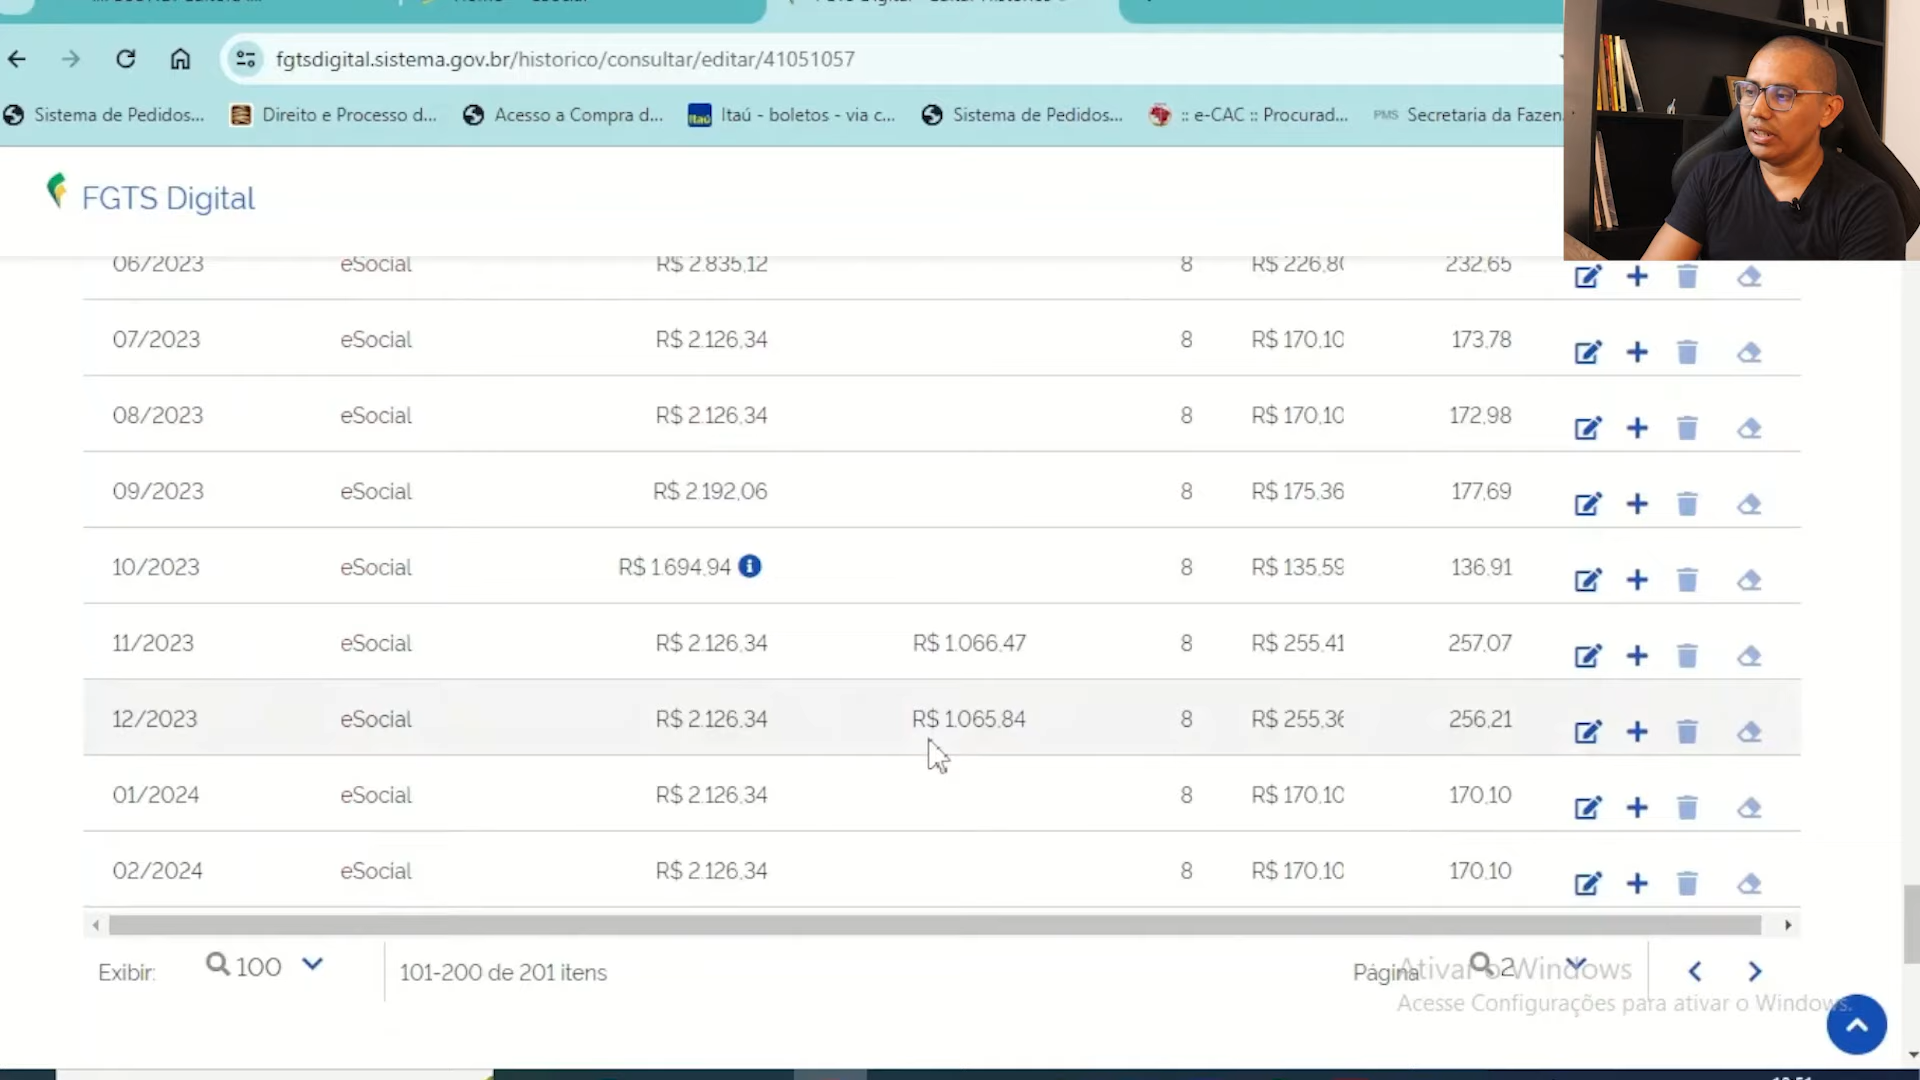 fgtsdigital.sistema.gov.br/historico/consultar/editar/41051057
Sistema de Pedidos... Direito e Processo d... Acesso a Compra d... Itaú - boletos - via c... Sistema de Pedidos... :: e-CAC :: Procurad... PMS Secretaria da Fazen
FGTS Digital
06/2023 eSocial R$ 2.835,12 8 R$ 226,8 232,65
07/2023 eSocial R$ 2.126,34 8 R$ 170,10 173,78
08/2023 eSocial R$ 2.126,34 8 R$ 170,10 172,98
09/2023 eSocial R$ 2.192,06 8 R$ 175,36 177,69
10/2023 eSocial R$ 1.694,94 8 R$ 135,59 136,91
11/2023 eSocial R$ 2.126,34 R$ 1.066,47 8 R$ 255,41 257,07
12/2023 eSocial R$ 2.126,34 R$ 1.065,84 8 R$ 255,36 256,21
01/2024 eSocial R$ 2.126,34 8 R$ 170,10 170,10
02/2024 eSocial R$ 2.126,34 8 R$ 170,10 170,10
Exibir: 100 101-200 de 201 itens Página 2
Ativar o Windows
Acesse Configurações para ativar o Windows.